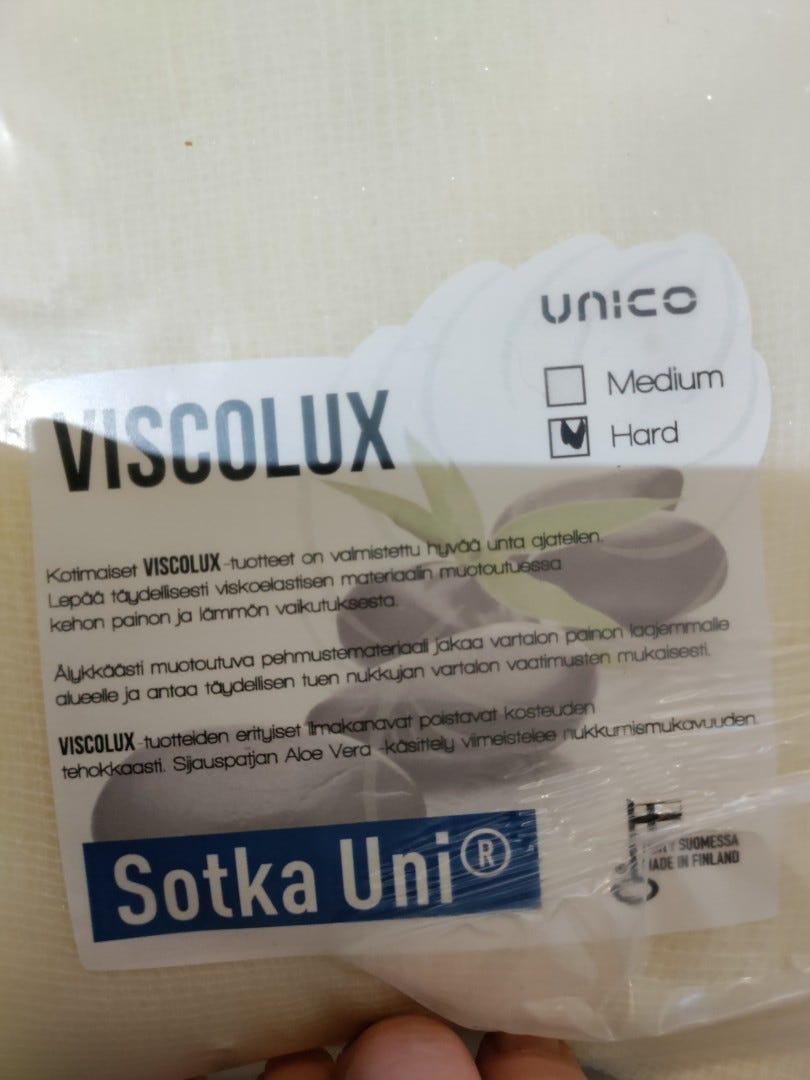 UNICO
Medium
Hard
VISCOLUX
Kotimaiset VISCOLUX -tuotteet on valmistettu hyvää unta ajatellen.
Lepää täydellisesti viskoelastisen materiaalin muotoutuessa
kehon painon ja lämmön vaikutuksesta.
Älykkäästi muotoutuva pehmustemateriaali jakaa vartalon painon laajemmalle
alueelle ja antaa täydellisen tuen nukkujan vartalon vaatimusten mukaisesti.
VISCOLUX -tuotteiden erityiset ilmakanavat poistavat kosteuden
tehokkaasti. Sijauspatjan Aloe Vera -käsittely viimeistelee nukkumismukavuuden.
Sotka Uni®
SUOMESSA
MADE IN FINLAND